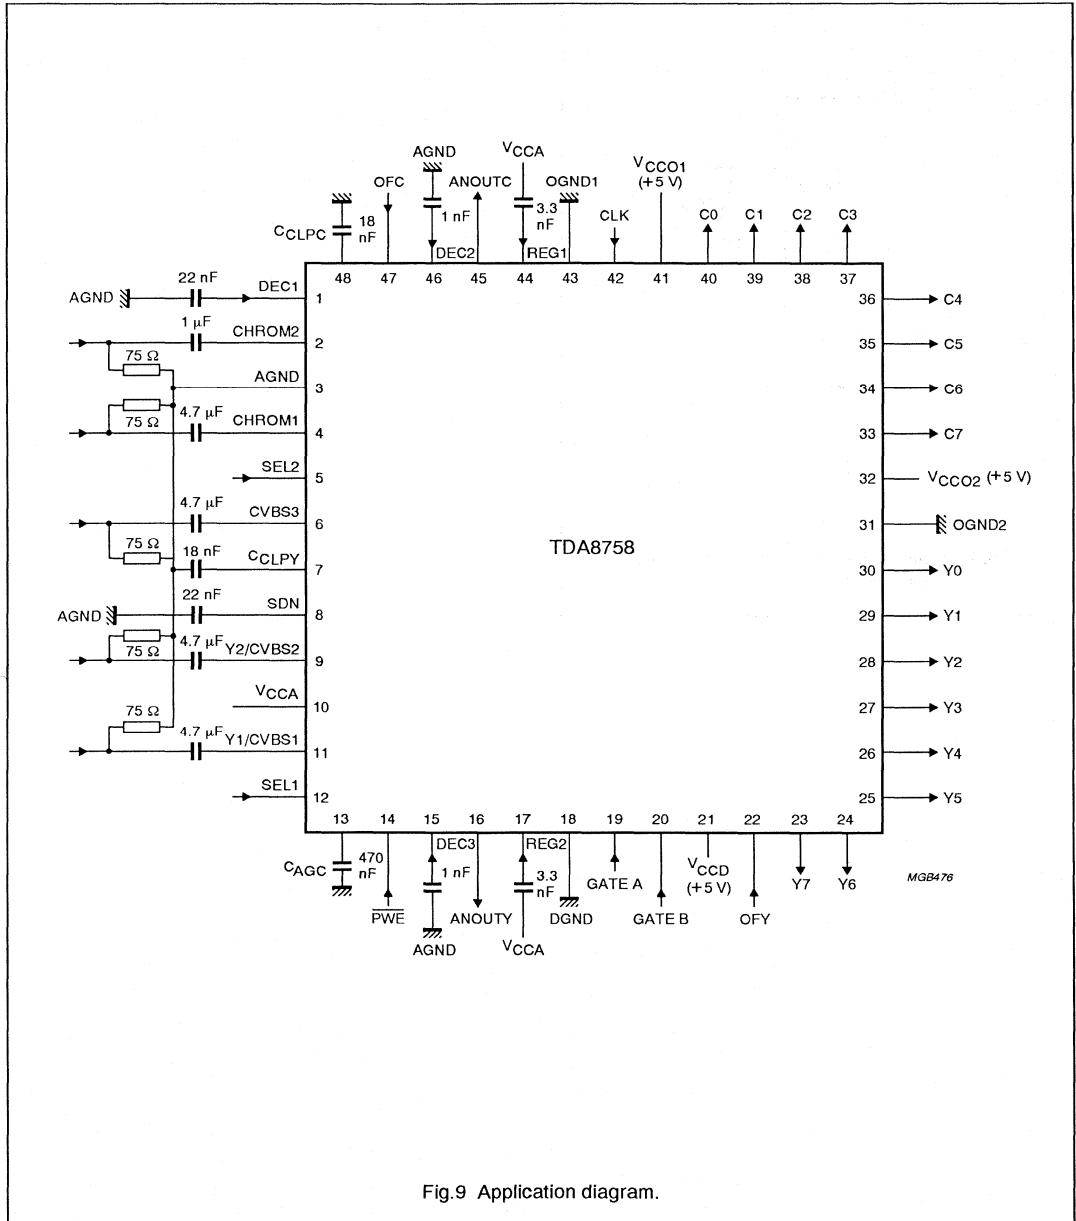 AGND
VCCA
VCCO1
(+5 V)
OFC
ANOUTC
OGND1
CLK
C0
C1
C2
C3
CCLPC
18
nF
1 nF
3.3
nF
DEC2
REG1
48
47
46
45
44
43
42
41
40
39
38
37
22 nF
AGND
DEC1
1
1 µF
CHROM2
2
75 Ω
AGND
3
75 Ω
4.7 µF
CHROM1
4
SEL2
5
4.7 µF
CVBS3
6
75 Ω
18 nF
CCLPY
7
22 nF
AGND
SDN
8
75 Ω
4.7 µF
Y2/CVBS2
9
VCCA
10
75 Ω
4.7 µF
Y1/CVBS1
11
SEL1
12
TDA8758
36
C4
35
C5
34
C6
33
C7
32
VCCO2 (+5 V)
31
OGND2
30
Y0
29
Y1
28
Y2
27
Y3
26
Y4
25
Y5
13
14
15
16
17
18
19
20
21
22
23
24
DEC3
REG2
CAGC
470
nF
PWE
1 nF
AGND
ANOUTY
3.3
nF
VCCA
DGND
GATE A
GATE B
VCCD
(+5 V)
OFY
Y7
Y6
MGB476
Fig.9 Application diagram.